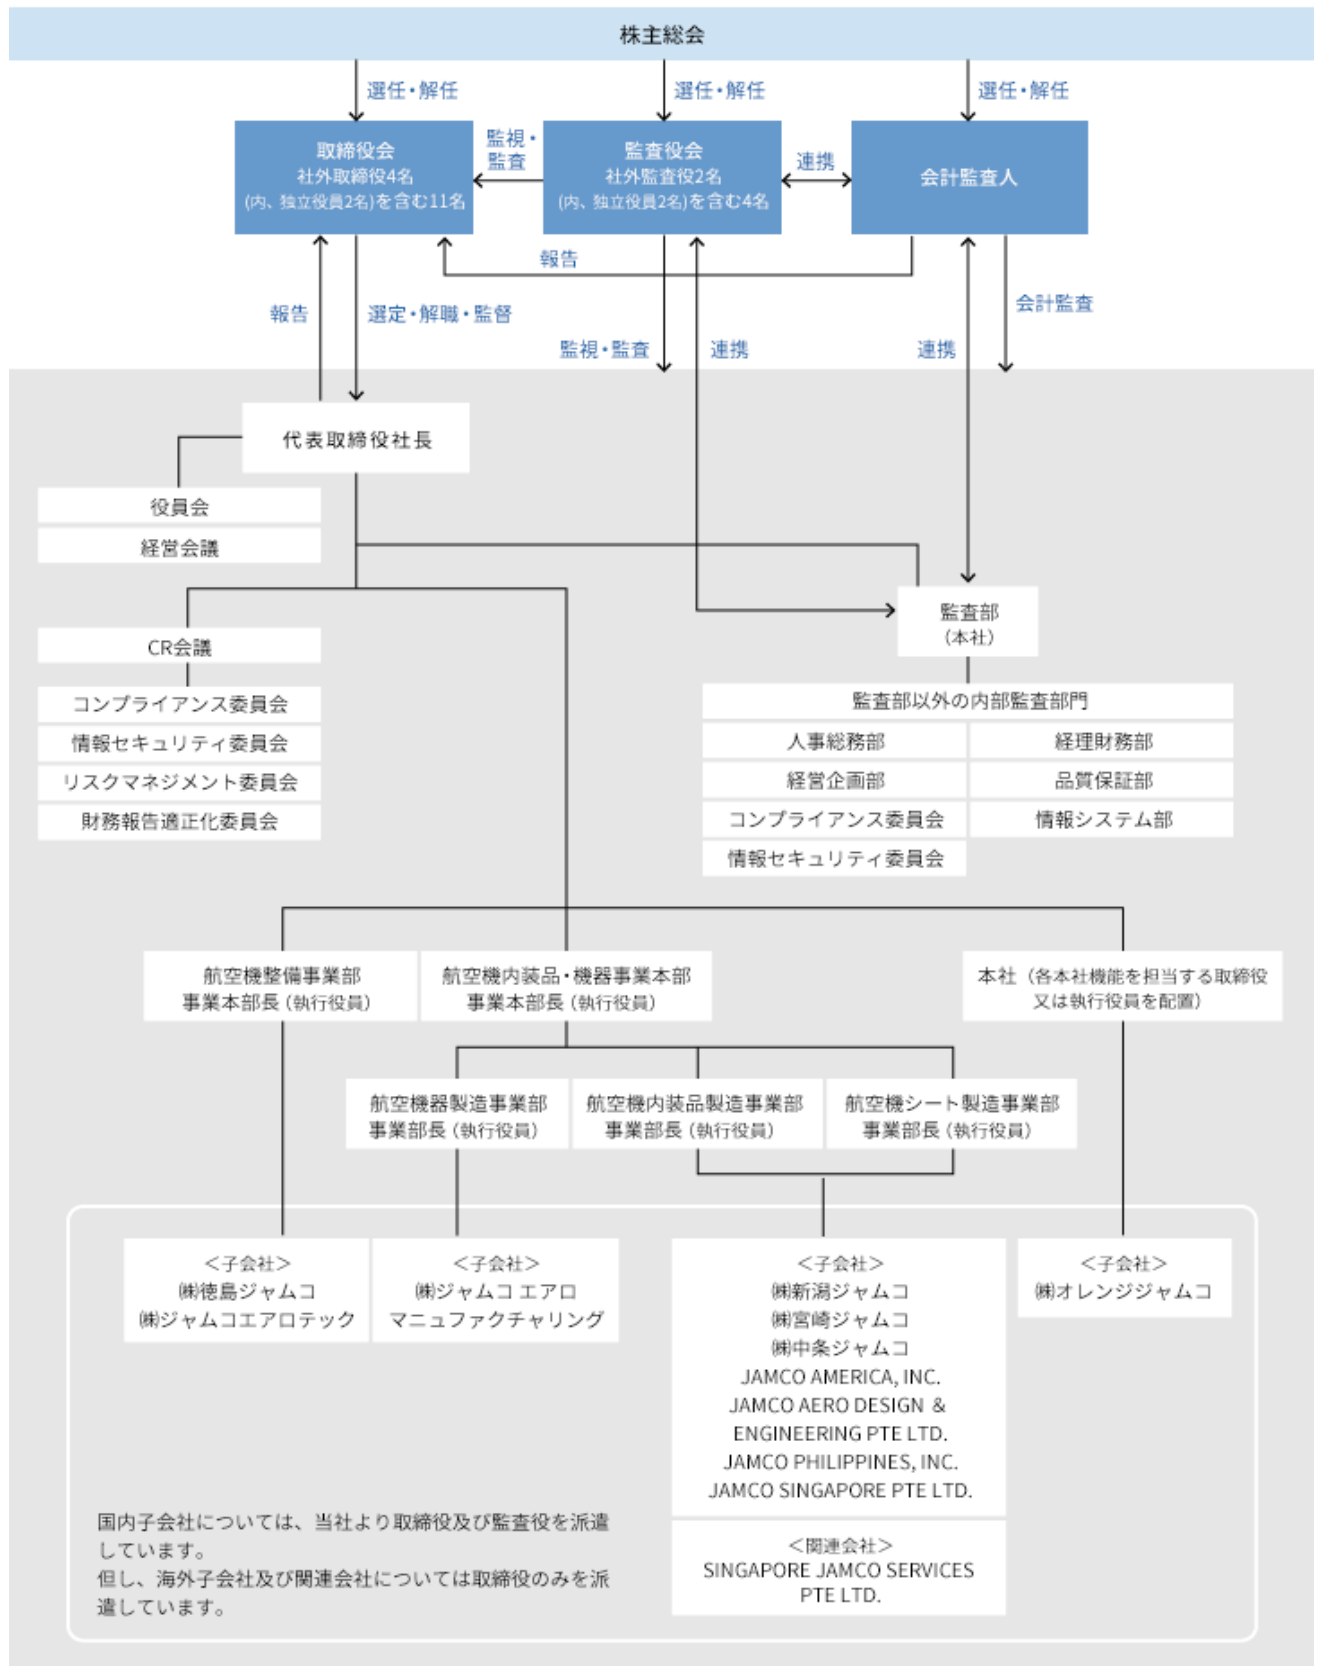 株主総会
選任・解任
選任・解任
選任・解任
取締役会
社外取締役4名
(内、独立役員2名)を含む11名
監視・
監査
監査役会
社外監査役2名
(内、独立役員2名)を含む4名
連携
会計監査人
報告
報告
選定・解職・監督
監視・監査
連携
連携
会計監査
代表取締役社長
役員会
経営会議
CR会議
コンプライアンス委員会
情報セキュリティ委員会
リスクマネジメント委員会
財務報告適正化委員会
監査部
(本社)
監査部以外の内部監査部門
人事総務部
経理財務部
経営企画部
品質保証部
コンプライアンス委員会
情報システム部
情報セキュリティ委員会
航空機整備事業部
事業本部長(執行役員)
航空機内装品・機器事業本部
事業本部長(執行役員)
本社(各本社機能を担当する取締役
又は執行役員を配置)
航空機器製造事業部
事業部長(執行役員)
航空機内装品製造事業部
事業部長(執行役員)
航空機シート製造事業部
事業部長(執行役員)
<子会社>
㈱徳島ジャムコ
㈱ジャムコエアロテック
<子会社>
㈱ジャムコ エアロ
マニュファクチャリング
<子会社>
㈱新潟ジャムコ
㈱宮崎ジャムコ
㈱中条ジャムコ
JAMCO AMERICA, INC.
JAMCO AERO DESIGN &
ENGINEERING PTE LTD.
JAMCO PHILIPPINES, INC.
JAMCO SINGAPORE PTE LTD.
<子会社>
㈱オレンジジャムコ
<関連会社>
SINGAPORE JAMCO SERVICES
PTE LTD.
国内子会社については、当社より取締役及び監査役を派遣
しています。
但し、海外子会社及び関連会社については取締役のみを派
遣しています。